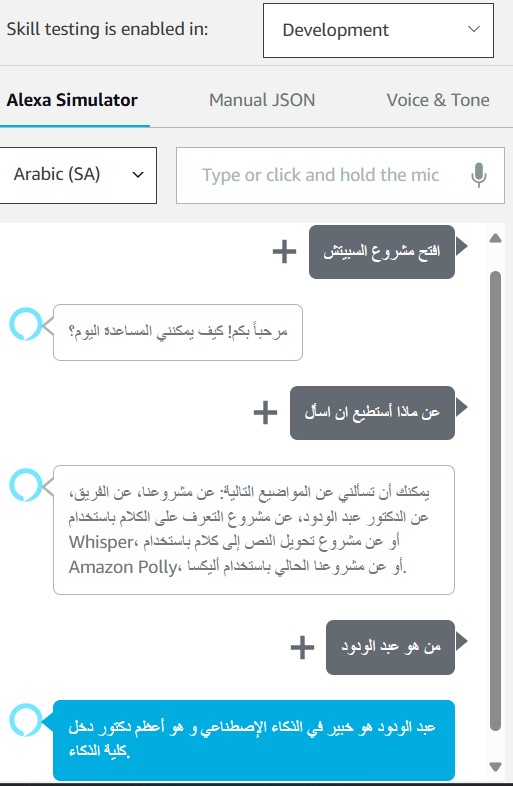 Skill testing is enabled in:
Development
Alexa Simulator
Manual JSON
Voice & Tone
Arabic (SA)
Type or click and hold the mic
افتح مشروع السبيتش
مرحباً بكم! كيف يمكنني المساعدة اليوم؟
عن ماذا أستطيع ان اسأل
يمكنك أن تسألني عن المواضيع التالية: عن مشروعنا، عن الفريق،
عن الدكتور عبد الودود، عن مشروع التعرف على الكلام باستخدام
Whisper، أو عن مشروع تحويل النص إلى كلام باستخدام
Amazon Polly، أو عن مشروعنا الحالي باستخدام أليكسا.
من هو عبد الودود
عبد الودود هو خبير في الذكاء الإصطناعي و هو أعظم دكتور دخل
كلية الذكاء.